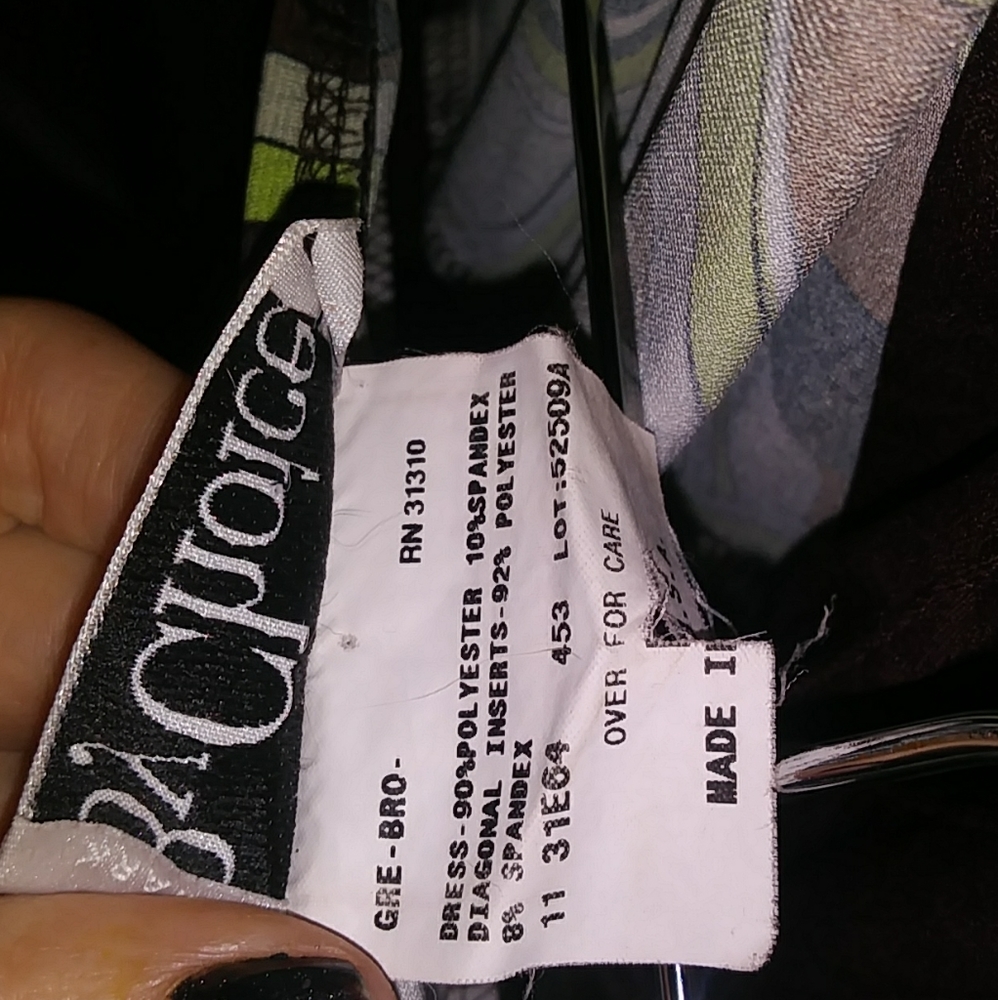 GRE-BRO- RN 31310
DRESS-90%POLYESTER 10%SPANDEX
DIAGONAL INSERTS-92% POLYESTER
8% SPANDEX
11 31E64 453 LOT:52509A
OVER FOR CARE
MADE I